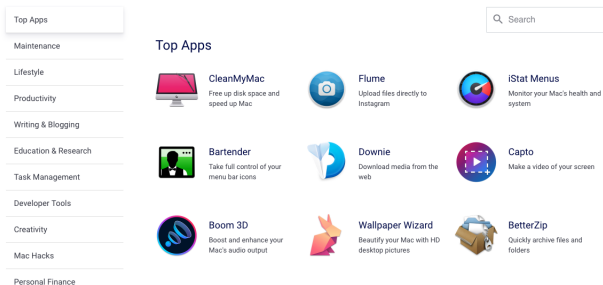 Top Apps
Maintenance
Lifestyle
Productivity
Writing & Blogging
Education & Research
Task Management
Developer Tools
Creativity
Mac Hacks
Personal Finance
Search
Top Apps
CleanMyMac
Free up disk space and
speed up Mac
Flume
Upload files directly to
Instagram
iStat Menus
Monitor your Mac's health and
system
Bartender
Take full control of your
menu bar icons
Downie
Download media from the
web
Capto
Make a video of your screen
Boom 3D
Boost and enhance your
Mac's audio output
Wallpaper Wizard
Beautify your Mac with HD
desktop pictures
BetterZip
Quickly archive files and
folders